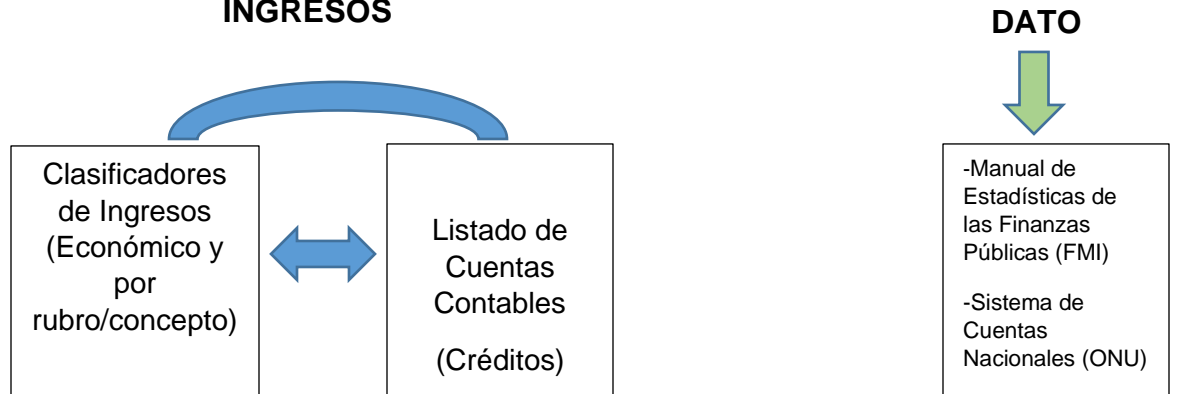 INGRESOS
Clasificadores
de Ingresos
(Económico y
por
rubro/concepto)
Listado de
Cuentas
Contables
(Créditos)
DATO
-Manual de
Estadísticas de
las Finanzas
Públicas (FMI)
-Sistema de
Cuentas
Nacionales (ONU)